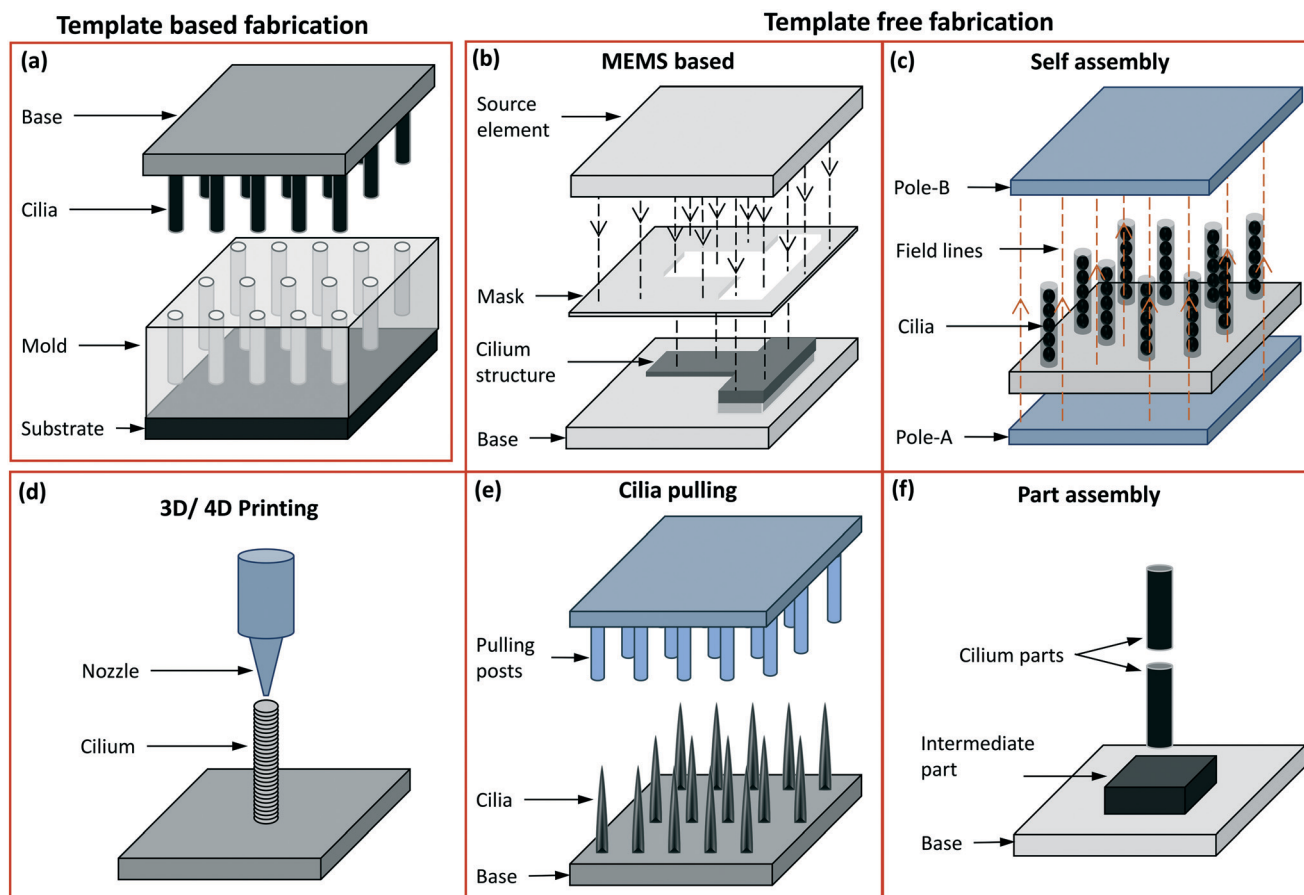 Template based fabrication
Template free fabrication
(a)
Base
Cilia
Mold
Substrate
(b)
MEMS based
Source
element
Mask
Cilium
structure
Base
(c)
Self assembly
Pole-B
Field lines
Cilia
Pole-A
(d)
3D/ 4D Printing
Nozzle
Cilium
(e)
Cilia pulling
Pulling
posts
Cilia
Base
(f)
Part assembly
Cilium parts
Intermediate
part
Base